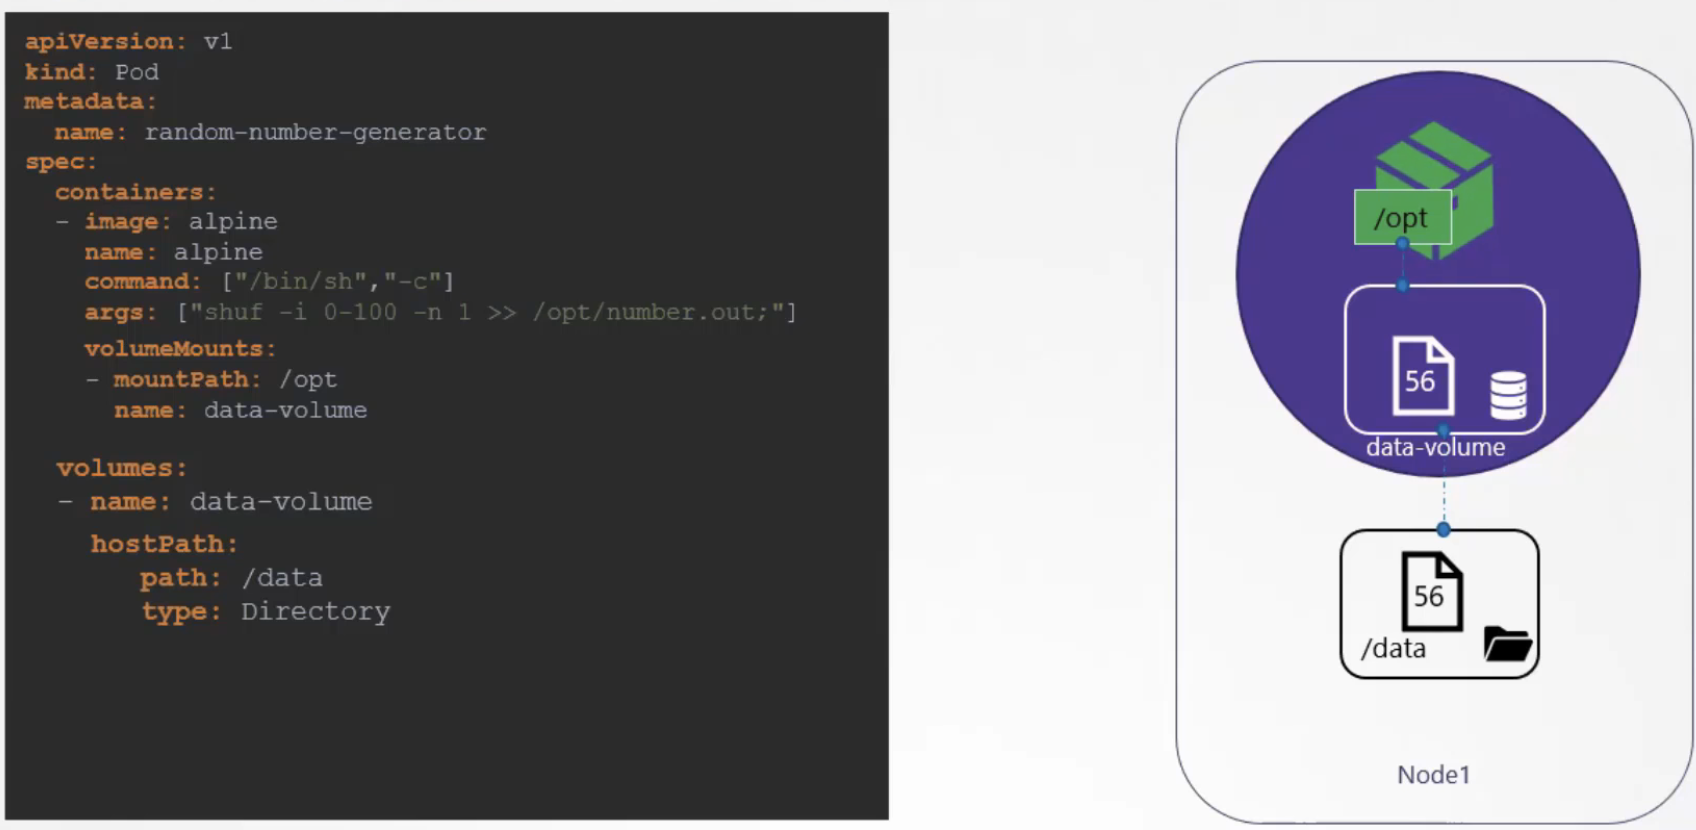 apiVersion: v1
kind: Pod
metadata:
  name: random-number-generator
spec:
  containers:
  - image: alpine
    name: alpine
    command: ["/bin/sh","-c"]
    args: ["shuf -i 0-100 -n 1 >> /opt/number.out;"]
    volumeMounts:
    - mountPath: /opt
      name: data-volume
  volumes:
  - name: data-volume
    hostPath:
       path: /data
       type: Directory
/opt
56
data-volume
56
/data
Node1